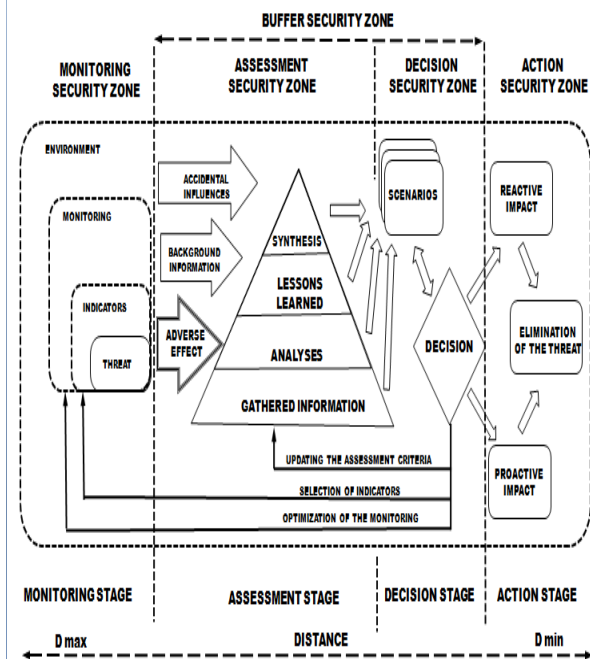 BUFFER SECURITY ZONE
MONITORING
SECURITY ZONE
ASSESSMENT
SECURITY ZONE
DECISION
SECURITY ZONE
ACTION
SECURITY ZONE
ENVIRONMENT
MONITORING
INDICATORS
THREAT
ACCIDENTAL
INFLUENCES
BACKGROUND
INFORMATION
ADVERSE
EFFECT
SYNTHESIS
LESSONS
LEARNED
ANALYSES
GATHERED INFORMATION
SCENARIOS
DECISION
REACTIVE
IMPACT
ELIMINATION
OF THE THREAT
PROACTIVE
IMPACT
UPDATING THE ASSESSMENT CRITERIA
SELECTION OF INDICATORS
OPTIMIZATION OF THE MONITORING
MONITORING STAGE
ASSESSMENT STAGE
DECISION STAGE
ACTION STAGE
D max
DISTANCE
D min